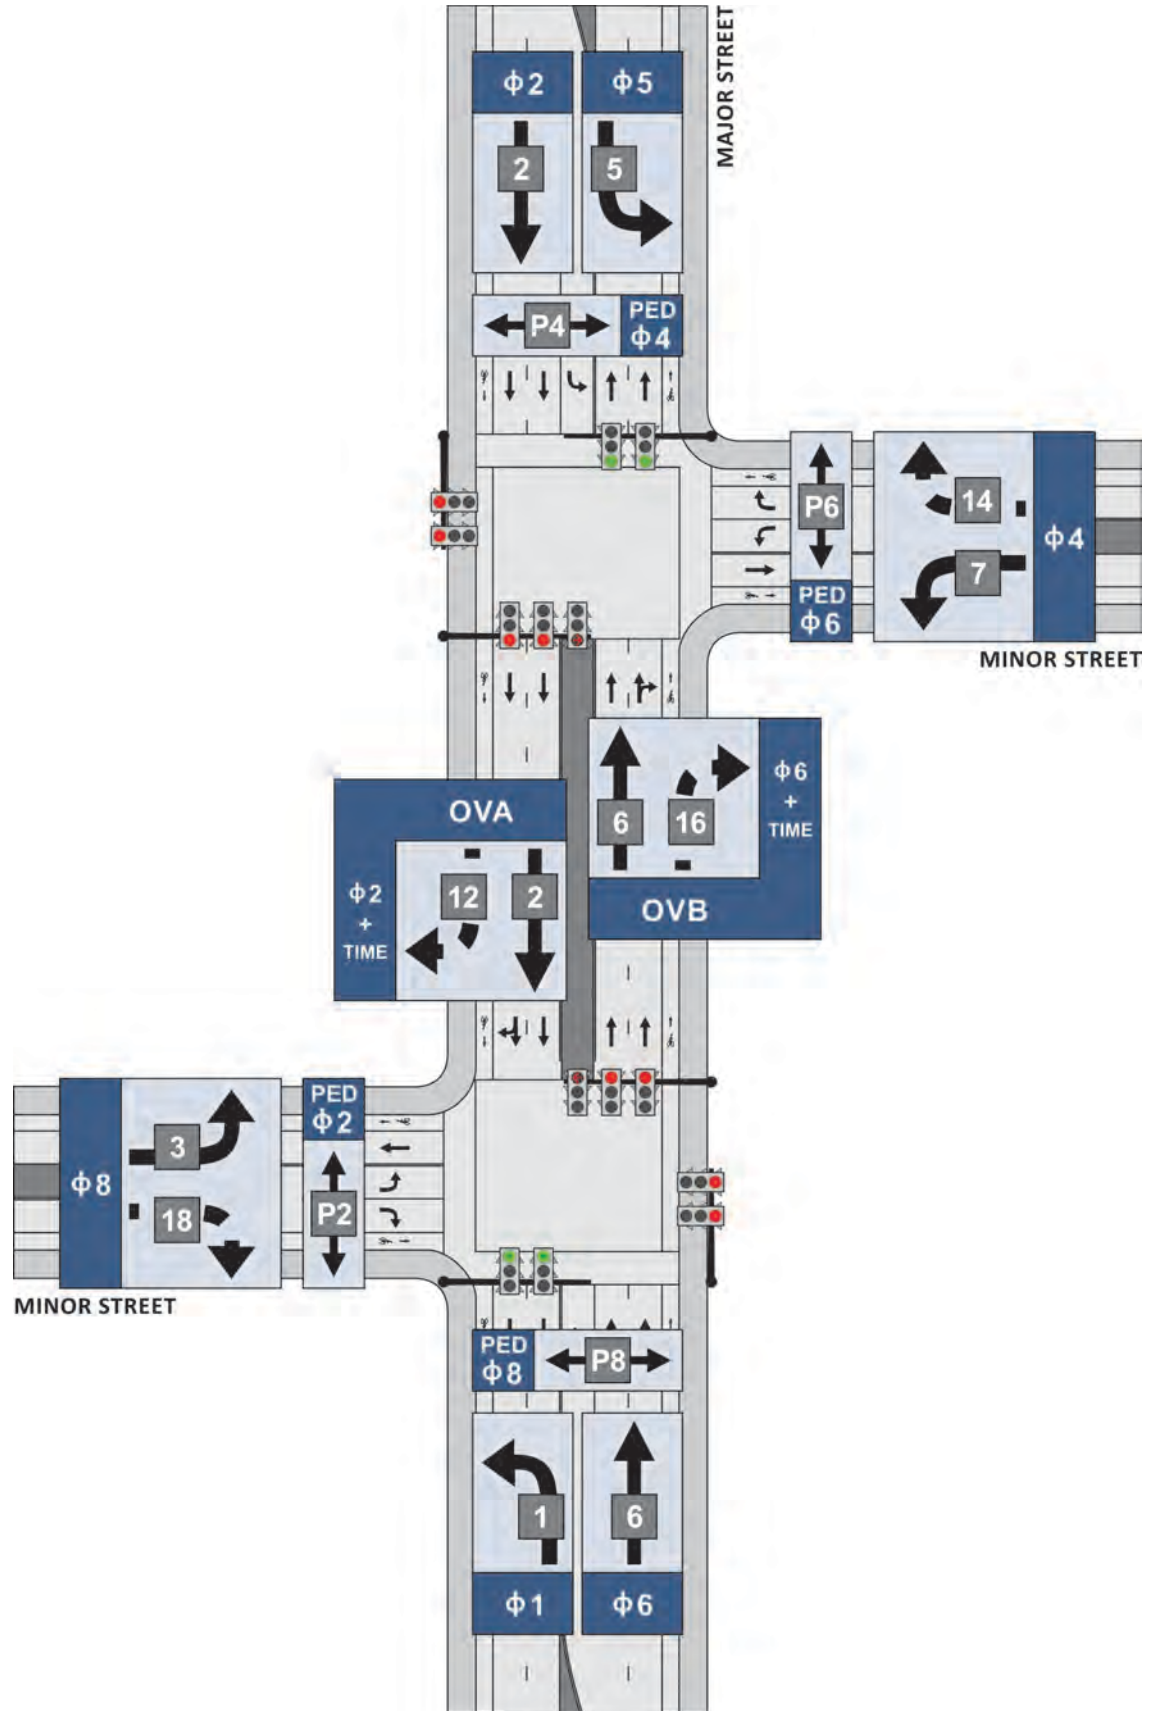 MAJOR STREET
ϕ2
ϕ5
2
5
P4
PED
ϕ4
P6
PED
ϕ6
14
7
ϕ4
MINOR STREET
6
16
ϕ6
+
TIME
OVB
OVA
ϕ2
+
TIME
12
2
ϕ8
3
18
PED
ϕ2
P2
MINOR STREET
PED
ϕ8
P8
1
6
ϕ1
ϕ6